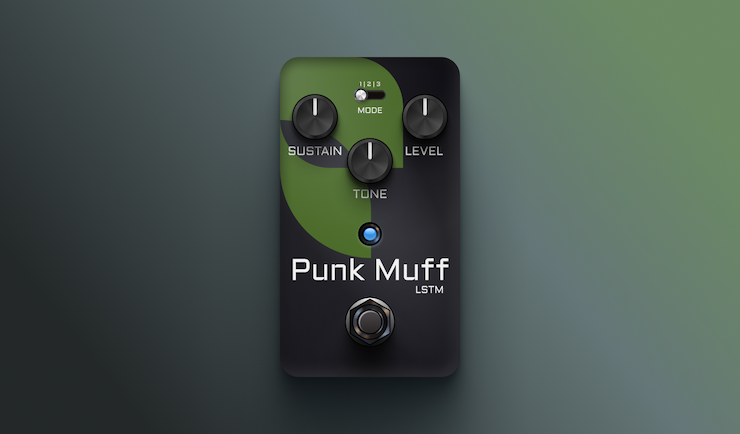 1|2|3
MODE
SUSTAIN
LEVEL
TONE
Punk Muff
LSTM